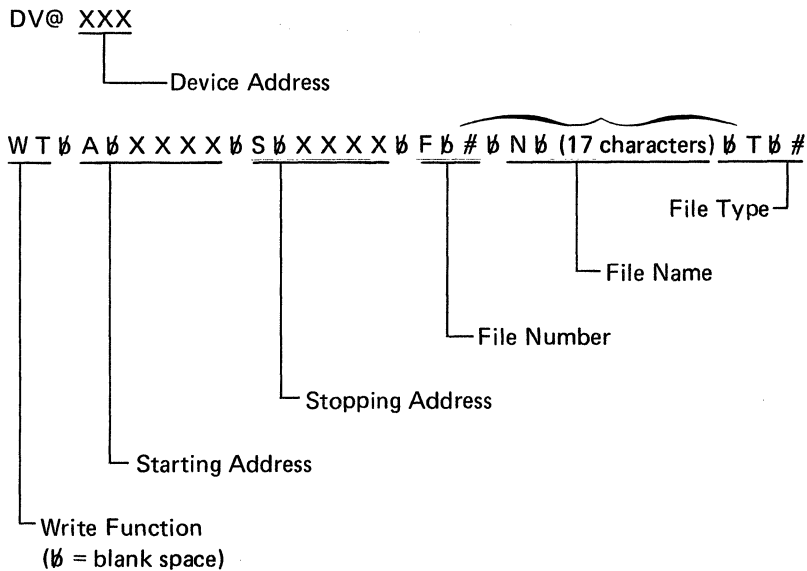 DV@ XXX
Device Address
W T ␢ A ␢ X X X X ␢ S ␢ X X X X ␢ F ␢ # ␢ N ␢ (17 characters) ␢ T ␢ #
File Type
File Name
File Number
Stopping Address
Starting Address
Write Function
(␢ = blank space)